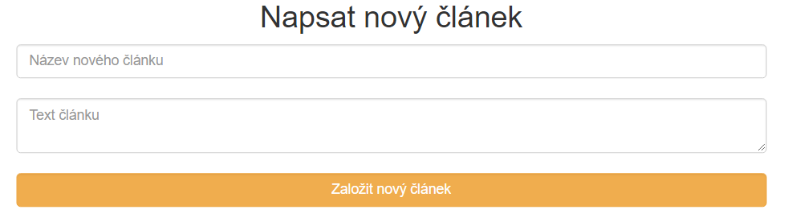 Napsat nový článek
Název nového článku
Text článku
Založit nový článek